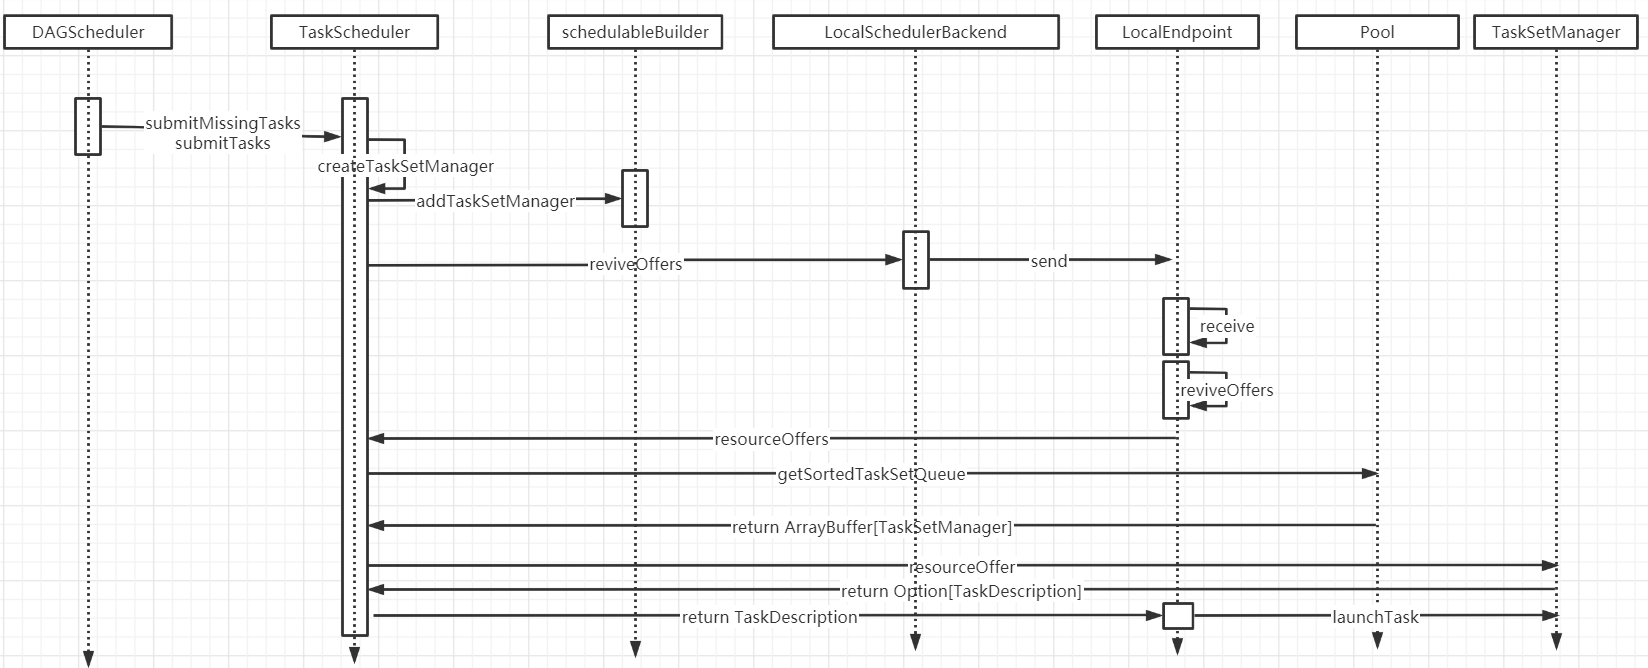 DAGScheduler
TaskScheduler
schedulableBuilder
LocalSchedulerBackend
LocalEndpoint
Pool
TaskSetManager
submitMissingTasks
submitTasks
createTaskSetManager
addTaskSetManager
reviveOffers
send
receive
reviveOffers
resourceOffers
getSortedTaskSetQueue
return ArrayBuffer[TaskSetManager]
resourceOffer
return Option[TaskDescription]
return TaskDescription
launchTask